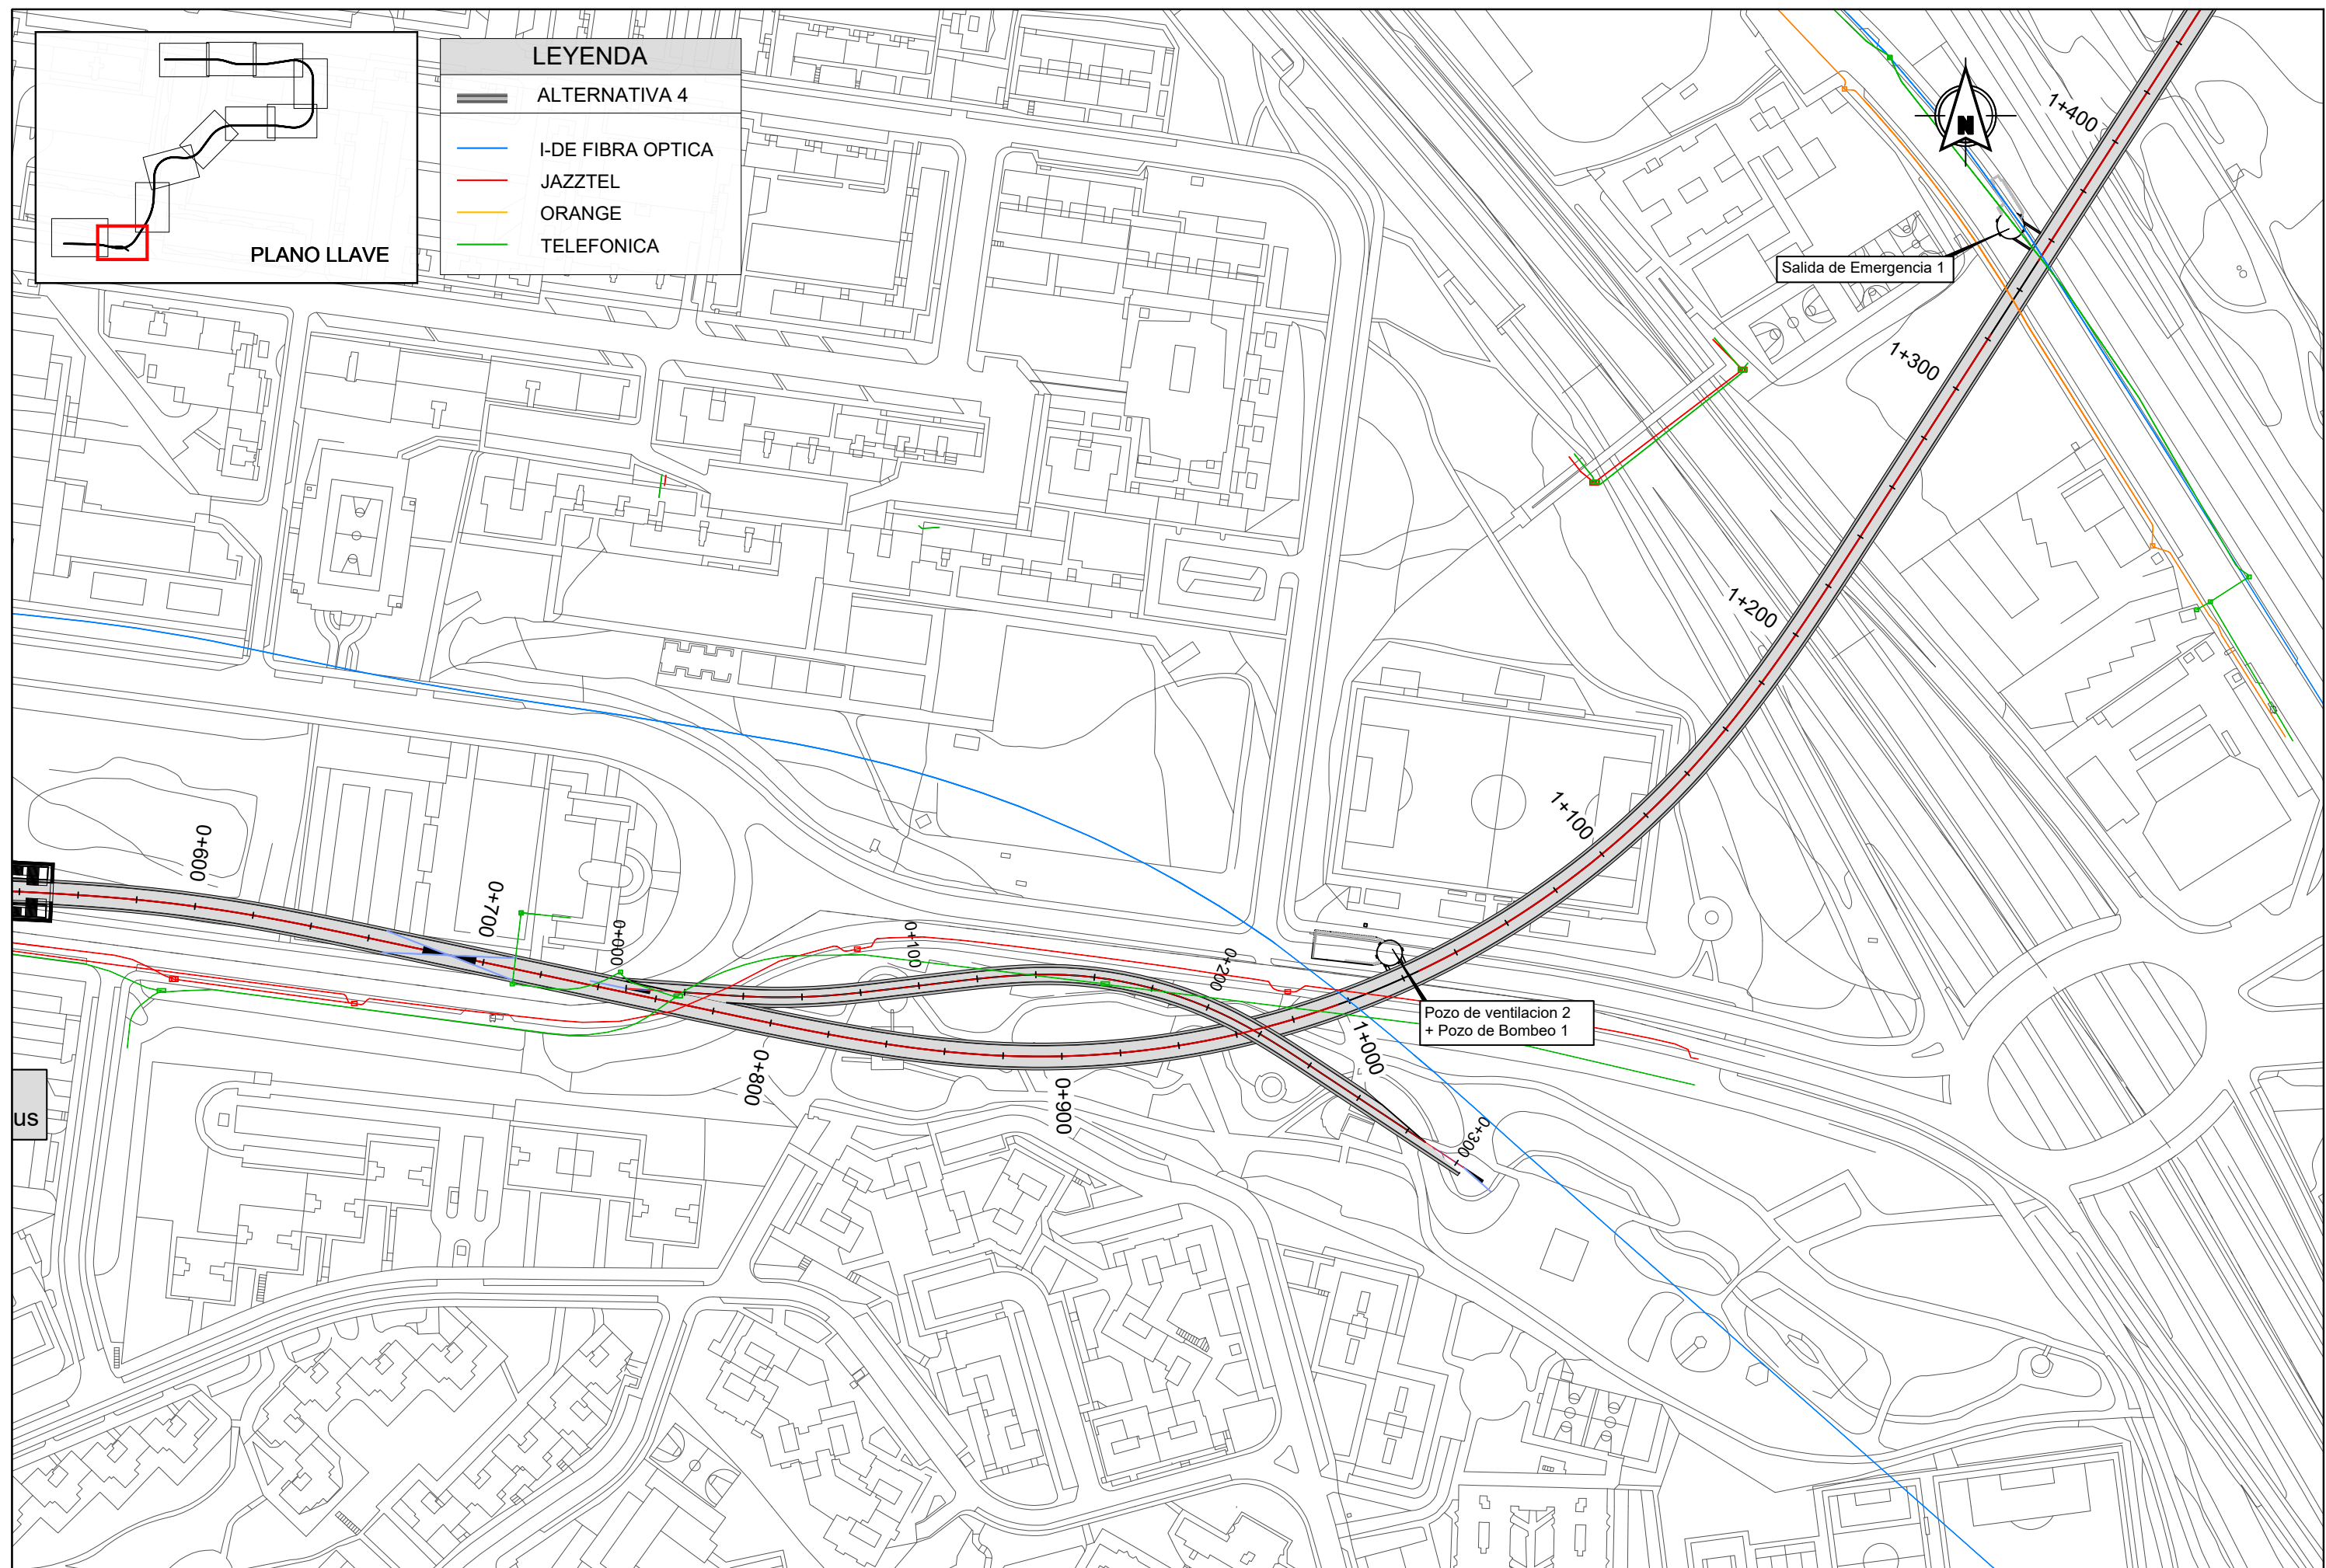 LEYENDA
ALTERNATIVA 4
I-DE FIBRA OPTICA
JAZZTEL
ORANGE
TELEFONICA
PLANO LLAVE
N
1+400
Salida de Emergencia 1
1+300
1+200
1+100
0+600
0+700
0+000
0+100
0+200
Pozo de ventilacion 2
+ Pozo de Bombeo 1
1+000
0+800
0+900
0+300
us